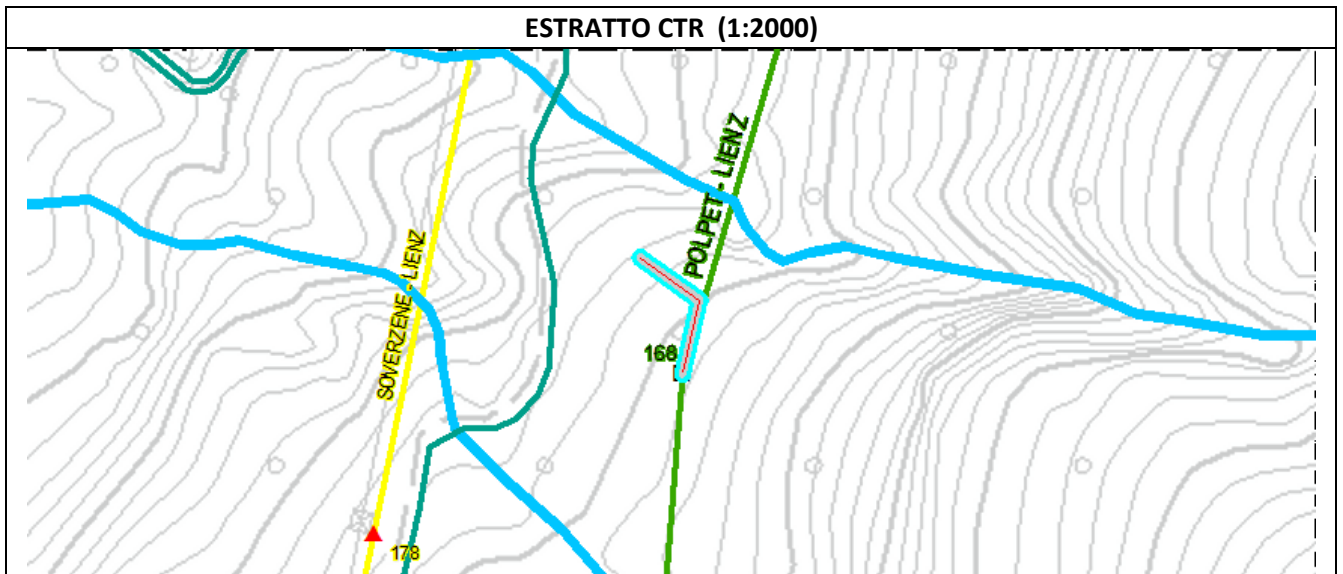 ESTRATTO CTR (1:2000)
POLPET - LIENZ
SOVERZENE - LIENZ
168
178